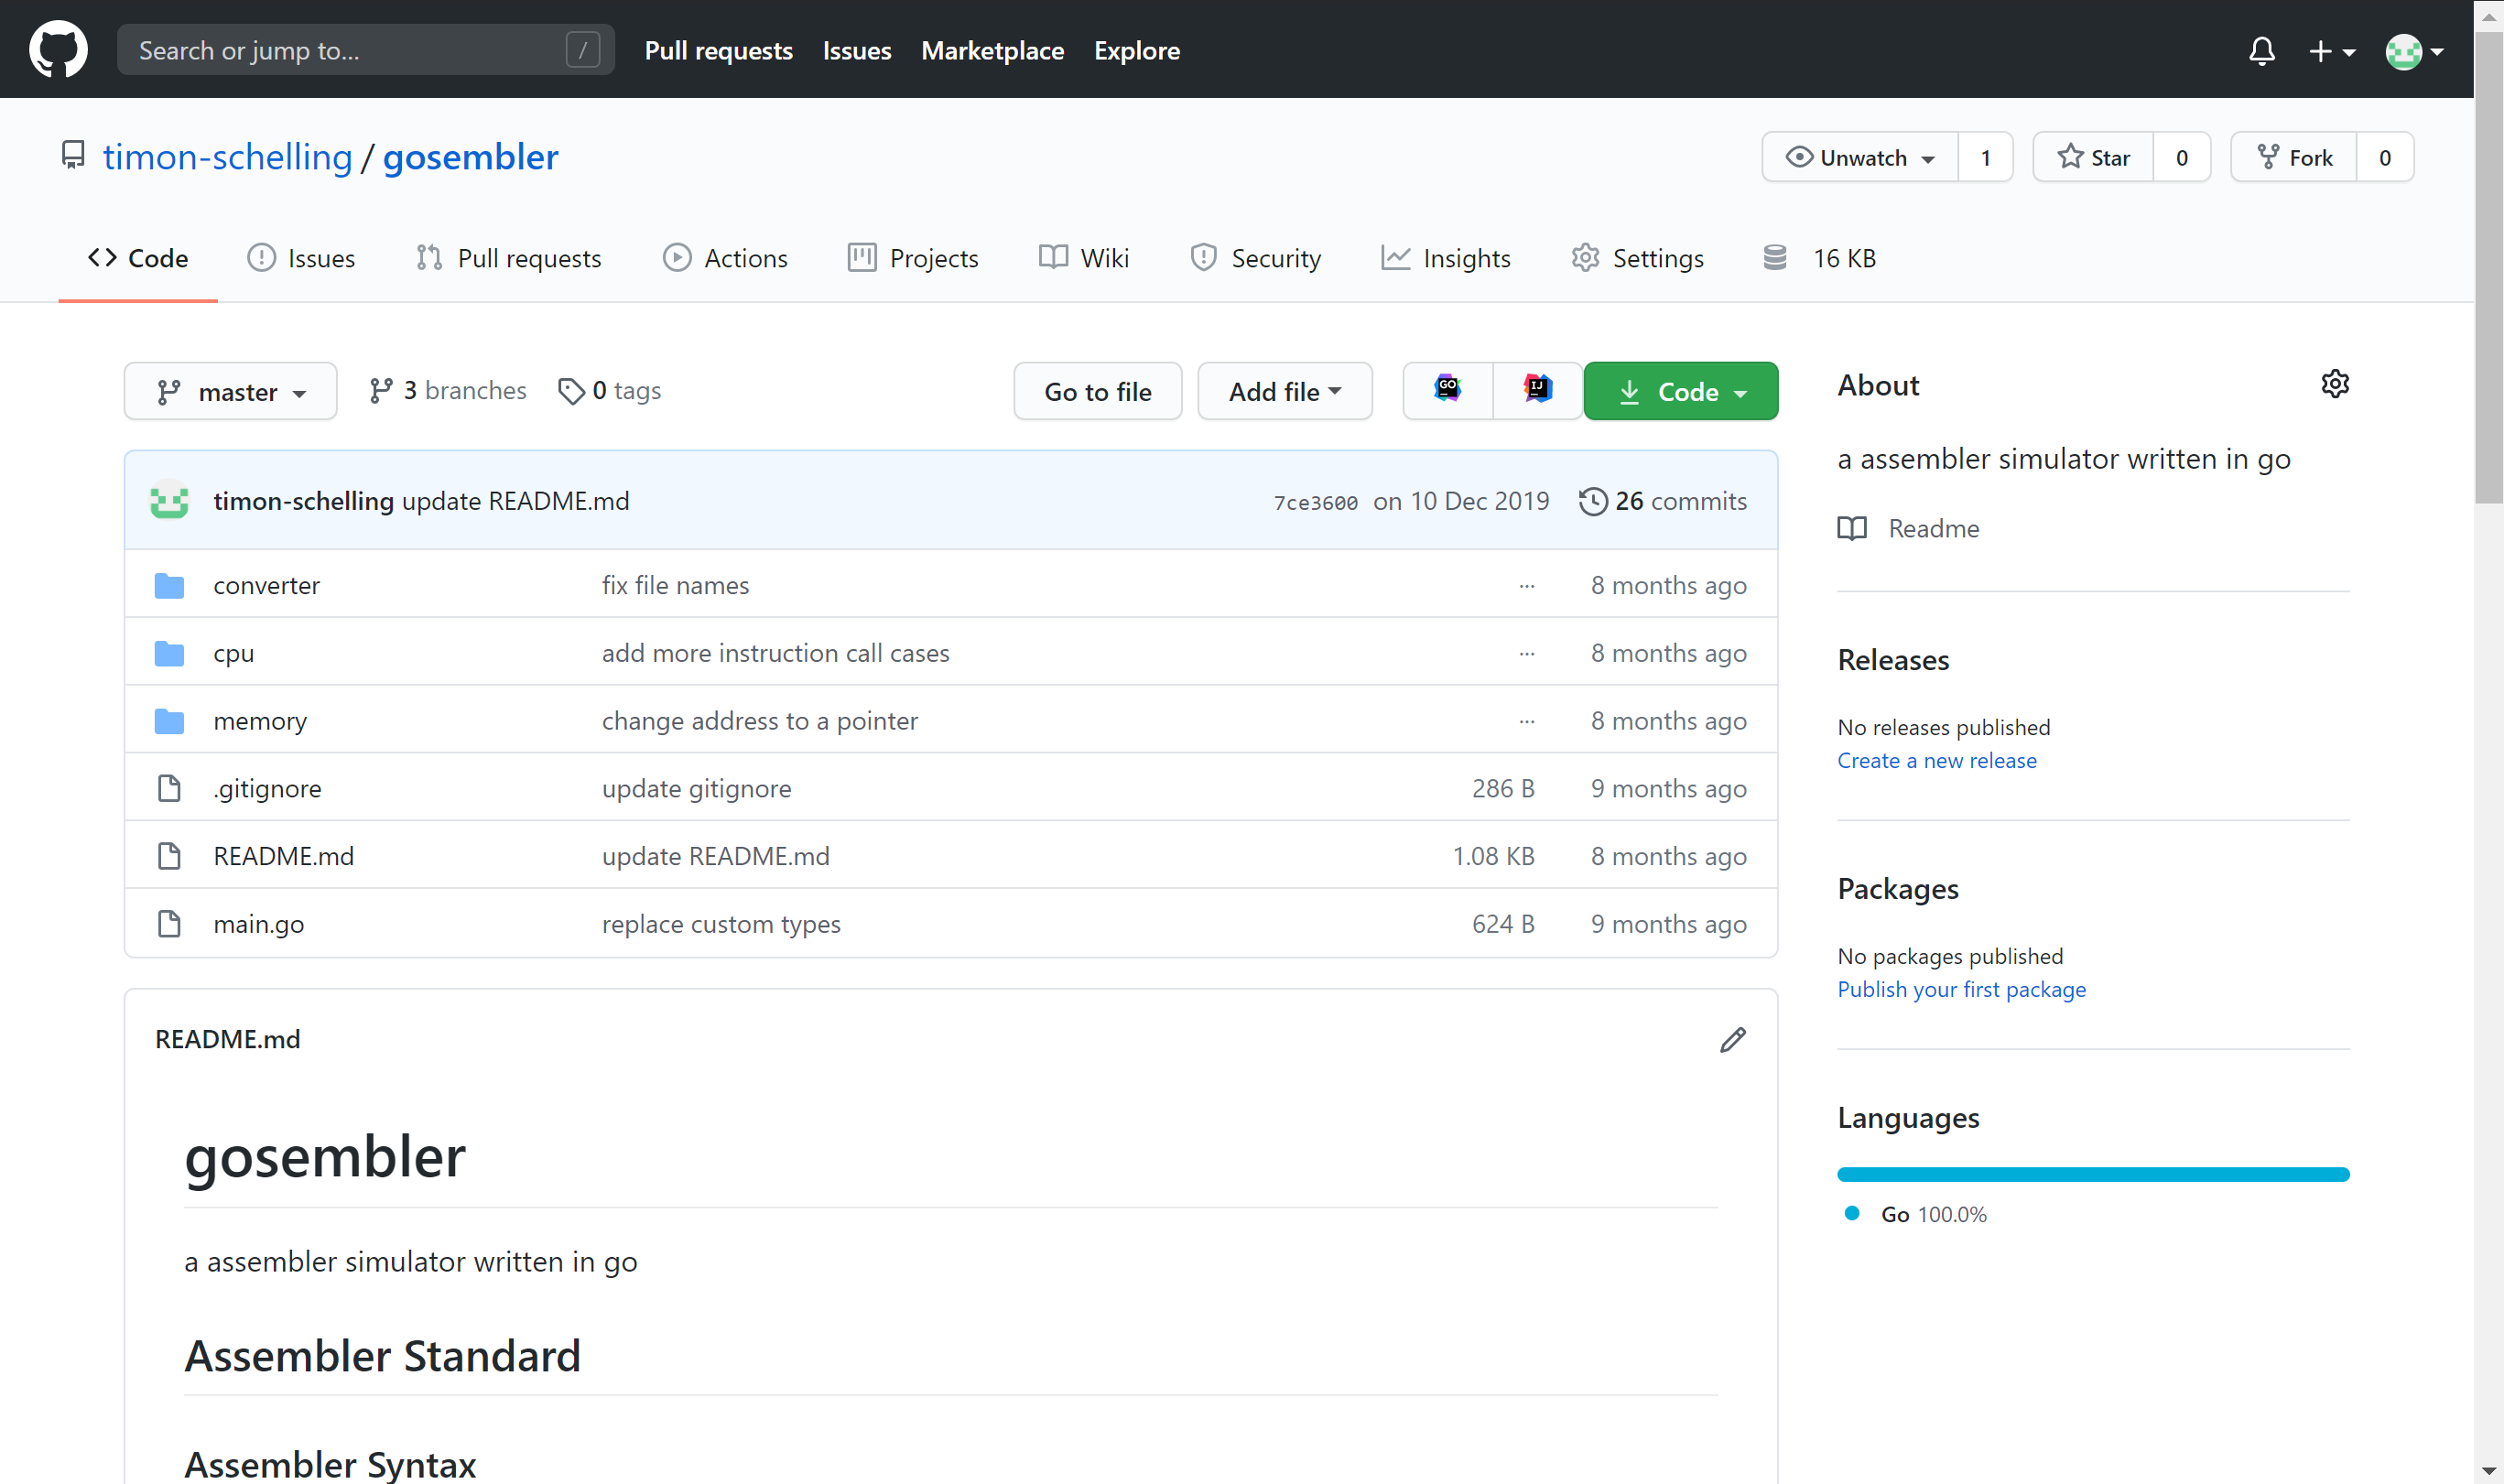 Search or jump to... / Pull requests Issues Marketplace Explore
timon-schelling / gosembler Unwatch 1 Star 0 Fork 0
Code Issues Pull requests Actions Projects Wiki Security Insights Settings 16 KB
master 3 branches 0 tags Go to file Add file GO IJ Code
timon-schelling update README.md 7ce3600 on 10 Dec 2019 26 commits
converter fix file names ... 8 months ago
cpu add more instruction call cases ... 8 months ago
memory change address to a pointer ... 8 months ago
.gitignore update gitignore 286 B 9 months ago
README.md update README.md 1.08 KB 8 months ago
main.go replace custom types 624 B 9 months ago
README.md
gosembler
a assembler simulator written in go
Assembler Standard
Assembler Syntax
About
a assembler simulator written in go
Readme
Releases
No releases published
Create a new release
Packages
No packages published
Publish your first package
Languages
Go 100.0%